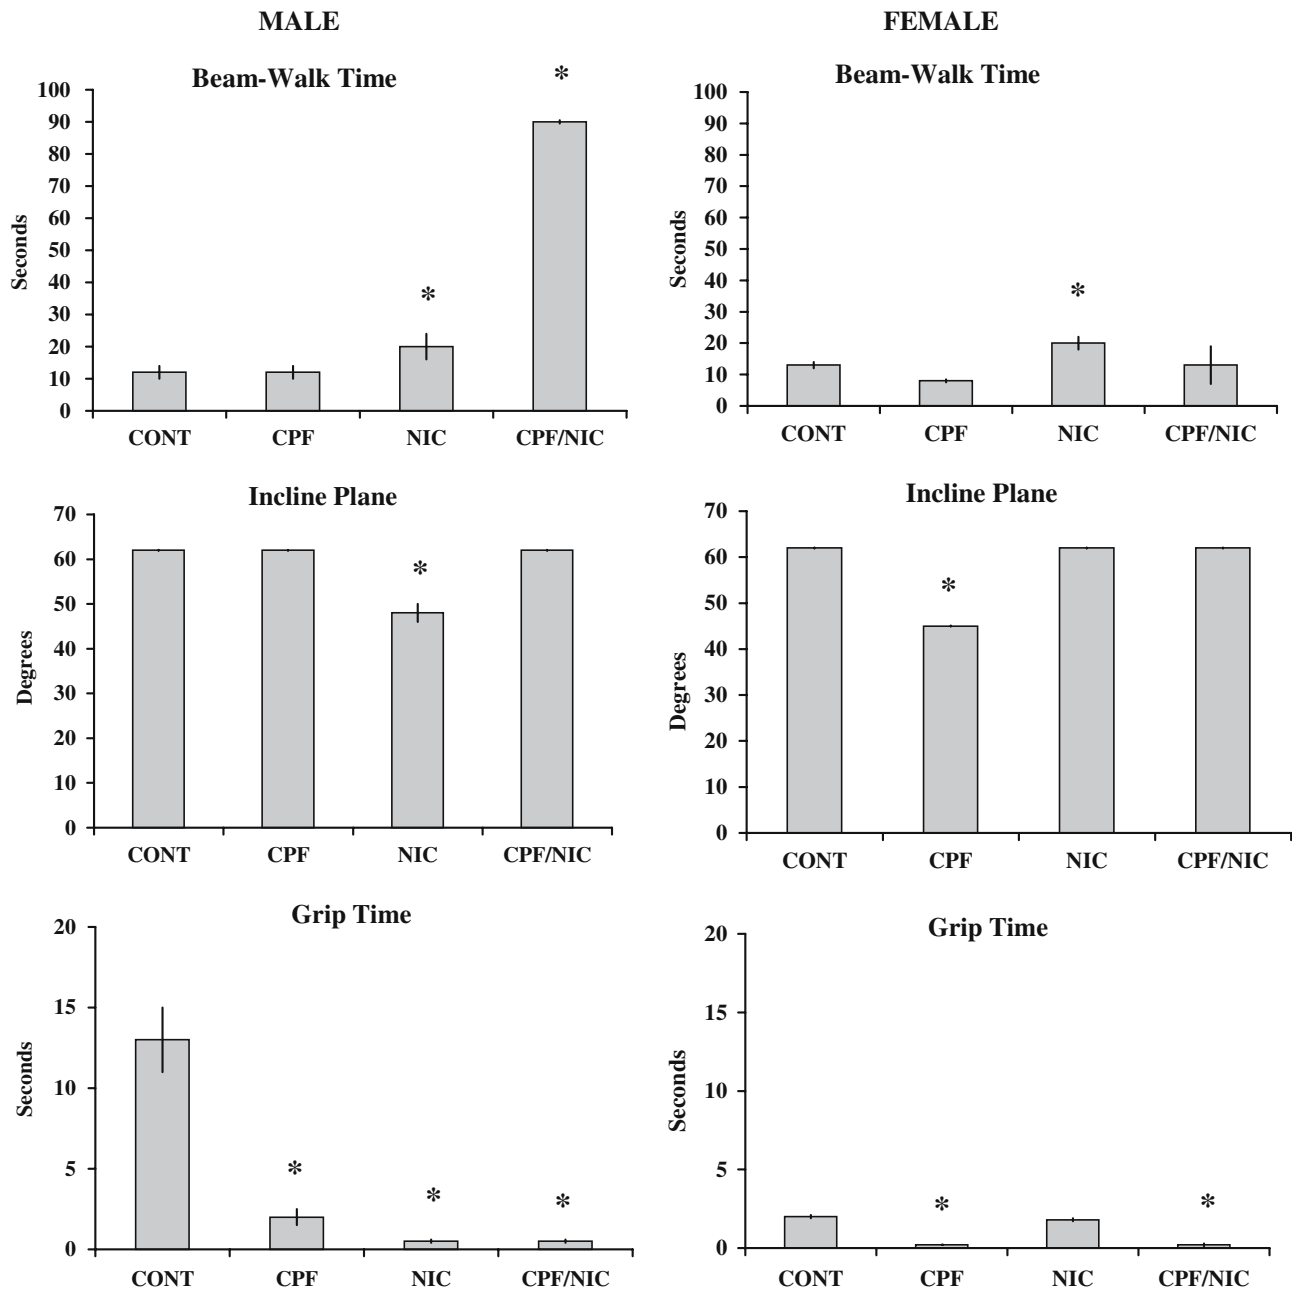 MALE
FEMALE
Beam-Walk Time
*
100
90
80
70
60
50
40
30
20
10
0
Seconds
*
CONT CPF NIC CPF/NIC
Beam-Walk Time
100
90
80
70
60
50
40
30
20
10
0
Seconds
*
CONT CPF NIC CPF/NIC
Incline Plane
70
60
50
40
30
20
10
0
Degrees
*
CONT CPF NIC CPF/NIC
Incline Plane
70
60
50
40
30
20
10
0
Degrees
*
CONT CPF NIC CPF/NIC
Grip Time
20
15
10
5
0
Seconds
* * *
CONT CPF NIC CPF/NIC
Grip Time
20
15
10
5
0
Seconds
* *
CONT CPF NIC CPF/NIC